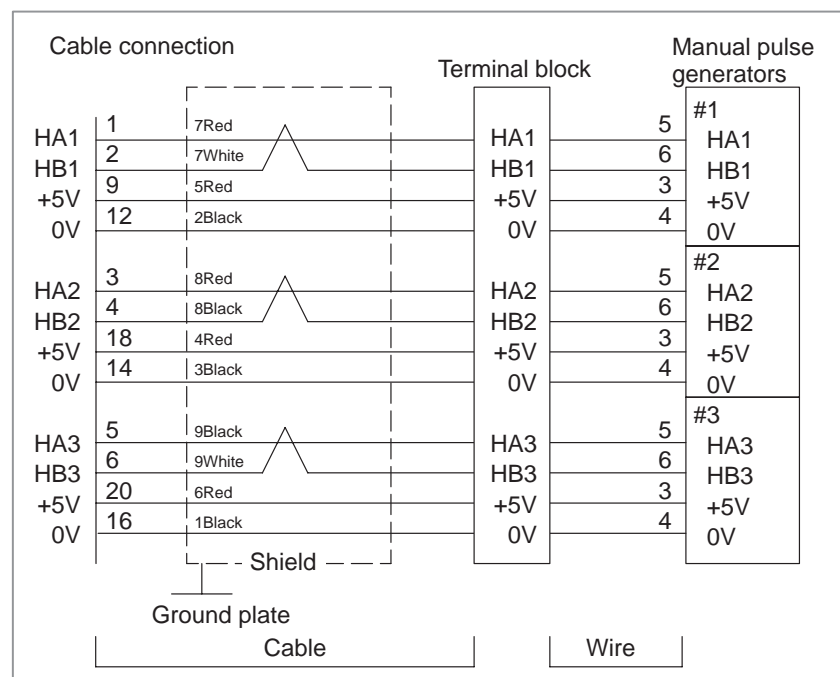 Cable connection
Terminal block
Manual pulse
generators
HA1 1 7Red HA1 5 #1 HA1
HB1 2 7White HB1 6 HB1
+5V 9 5Red +5V 3 +5V
0V 12 2Black 0V 4 0V
HA2 3 8Red HA2 5 #2 HA2
HB2 4 8Black HB2 6 HB2
+5V 18 4Red +5V 3 +5V
0V 14 3Black 0V 4 0V
HA3 5 9Black HA3 5 #3 HA3
HB3 6 9White HB3 6 HB3
+5V 20 6Red +5V 3 +5V
0V 16 1Black 0V 4 0V
Shield
Ground plate
Cable Wire